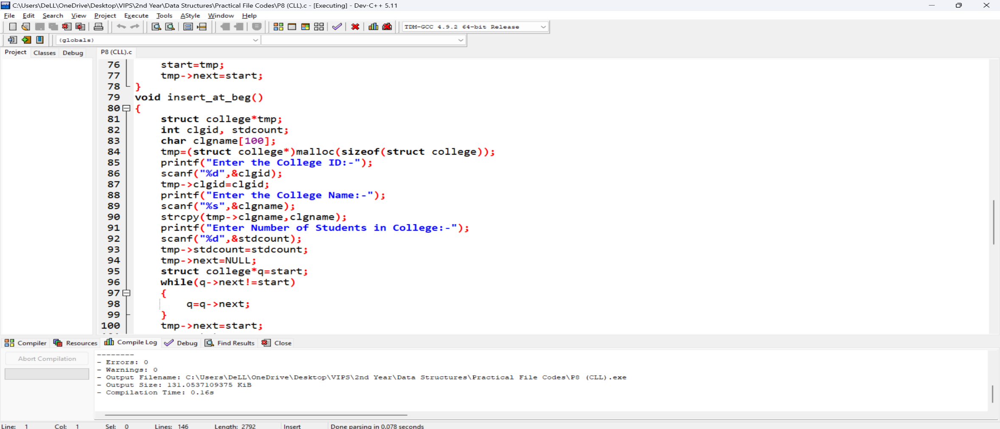 C:\Users\DeLL\OneDrive\Desktop\VIPS\2nd Year\Data Structures\Practical File Codes\P8 (CLL).c - [Executing] - Dev-C++ 5.11
File Edit Search View Project Execute Tools AStyle Window Help
TDM-GCC 4.9.2 64-bit Release
(globals)
Project Classes Debug P8 (CLL).c
76 start=tmp;
77 tmp->next=start;
78 }
79 void insert_at_beg()
80 {
81 struct college*tmp;
82 int clgid, stdcount;
83 char clgname[100];
84 tmp=(struct college*)malloc(sizeof(struct college));
85 printf("Enter the College ID:-");
86 scanf("%d",&clgid);
87 tmp->clgid=clgid;
88 printf("Enter the College Name:-");
89 scanf("%s",&clgname);
90 strcpy(tmp->clgname,clgname);
91 printf("Enter Number of Students in College:-");
92 scanf("%d",&stdcount);
93 tmp->stdcount=stdcount;
94 tmp->next=NULL;
95 struct college*q=start;
96 while(q->next!=start)
97 {
98 q=q->next;
99 }
100 tmp->next=start;
Compiler Resources Compile Log Debug Find Results Close
Abort Compilation
--------
- Errors: 0
- Warnings: 0
- Output Filename: C:\Users\DeLL\OneDrive\Desktop\VIPS\2nd Year\Data Structures\Practical File Codes\P8 (CLL).exe
- Output Size: 131.0537109375 KiB
- Compilation Time: 0.16s
Line: 1 Col: 1 Sel: 0 Lines: 146 Length: 2792 Insert Done parsing in 0.078 seconds